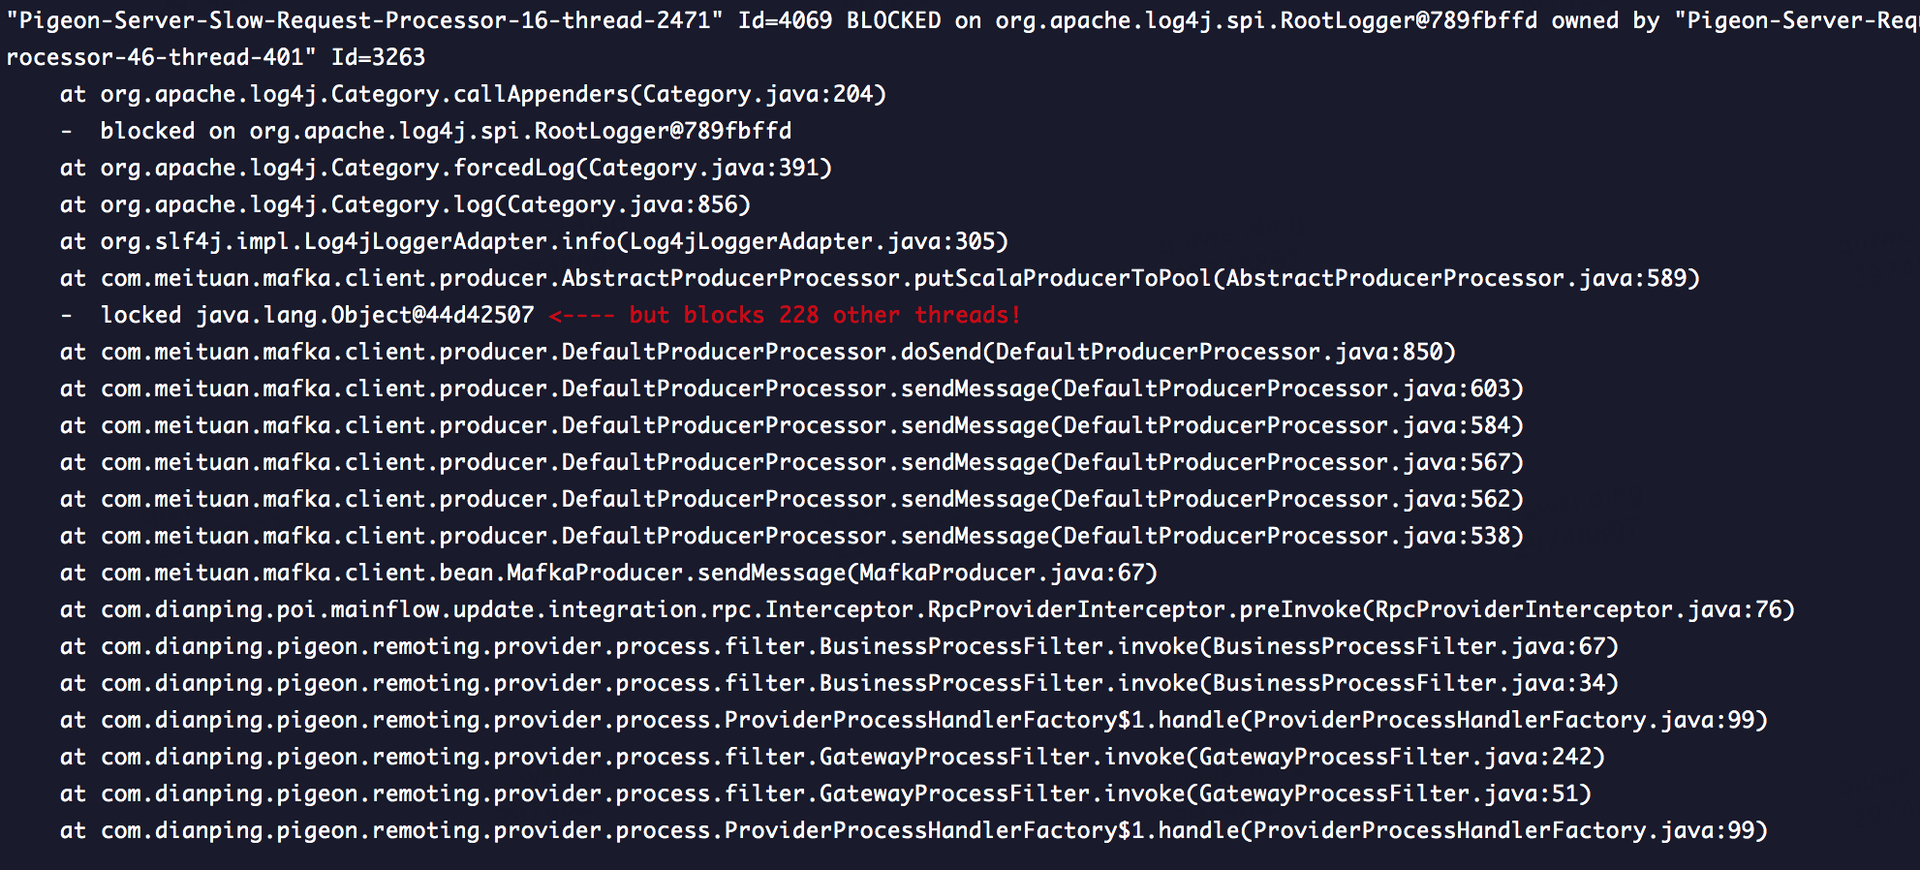 "Pigeon-Server-Slow-Request-Processor-16-thread-2471" Id=4069 BLOCKED on org.apache.log4j.spi.RootLogger@789fbffd owned by "Pigeon-Server-Req
rocessor-46-thread-401" Id=3263
at org.apache.log4j.Category.callAppenders(Category.java:204)
- blocked on org.apache.log4j.spi.RootLogger@789fbffd
at org.apache.log4j.Category.forcedLog(Category.java:391)
at org.apache.log4j.Category.log(Category.java:856)
at org.slf4j.impl.Log4jLoggerAdapter.info(Log4jLoggerAdapter.java:305)
at com.meituan.mafka.client.producer.AbstractProducerProcessor.putScalaProducerToPool(AbstractProducerProcessor.java:589)
- locked java.lang.Object@44d42507 <---- but blocks 228 other threads!
at com.meituan.mafka.client.producer.DefaultProducerProcessor.doSend(DefaultProducerProcessor.java:850)
at com.meituan.mafka.client.producer.DefaultProducerProcessor.sendMessage(DefaultProducerProcessor.java:603)
at com.meituan.mafka.client.producer.DefaultProducerProcessor.sendMessage(DefaultProducerProcessor.java:584)
at com.meituan.mafka.client.producer.DefaultProducerProcessor.sendMessage(DefaultProducerProcessor.java:567)
at com.meituan.mafka.client.producer.DefaultProducerProcessor.sendMessage(DefaultProducerProcessor.java:562)
at com.meituan.mafka.client.producer.DefaultProducerProcessor.sendMessage(DefaultProducerProcessor.java:538)
at com.meituan.mafka.client.bean.MafkaProducer.sendMessage(MafkaProducer.java:67)
at com.dianping.poi.mainflow.update.integration.rpc.Interceptor.RpcProviderInterceptor.preInvoke(RpcProviderInterceptor.java:76)
at com.dianping.pigeon.remoting.provider.process.filter.BusinessProcessFilter.invoke(BusinessProcessFilter.java:67)
at com.dianping.pigeon.remoting.provider.process.filter.BusinessProcessFilter.invoke(BusinessProcessFilter.java:34)
at com.dianping.pigeon.remoting.provider.process.ProviderProcessHandlerFactory$1.handle(ProviderProcessHandlerFactory.java:99)
at com.dianping.pigeon.remoting.provider.process.filter.GatewayProcessFilter.invoke(GatewayProcessFilter.java:242)
at com.dianping.pigeon.remoting.provider.process.filter.GatewayProcessFilter.invoke(GatewayProcessFilter.java:51)
at com.dianping.pigeon.remoting.provider.process.ProviderProcessHandlerFactory$1.handle(ProviderProcessHandlerFactory.java:99)